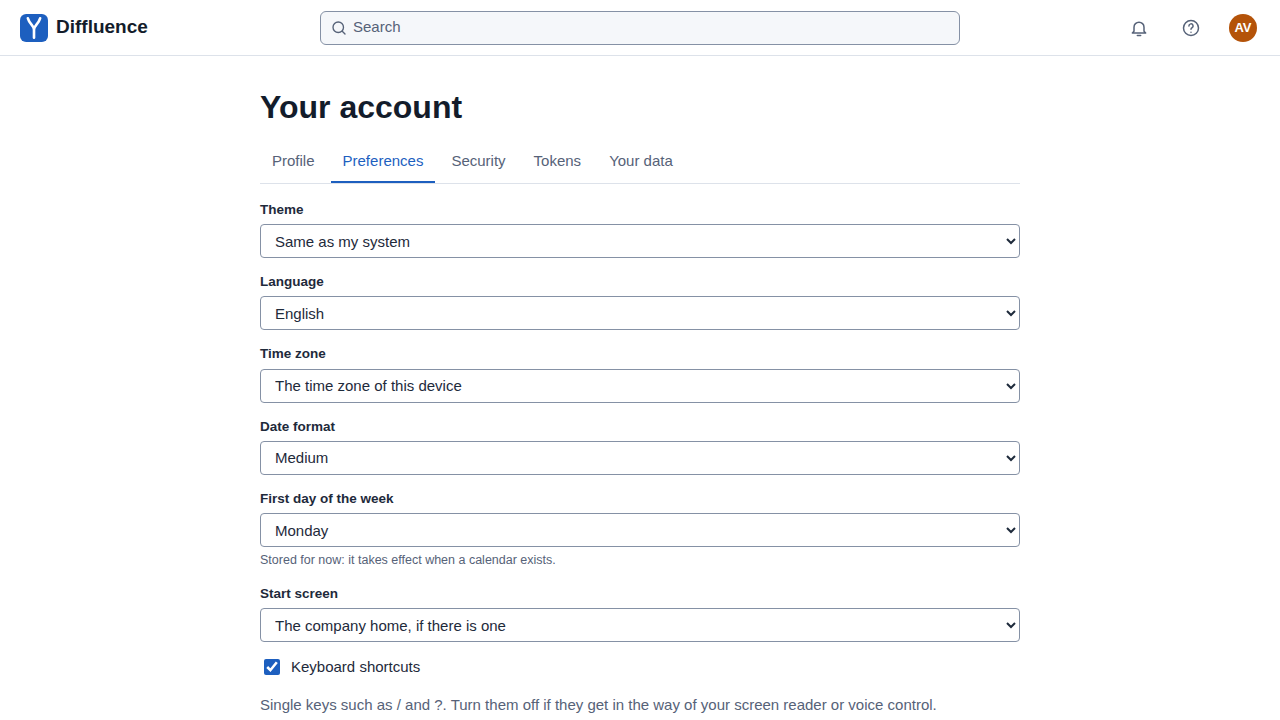 Diffluence
Search
AV
Your account
Profile
Preferences
Security
Tokens
Your data
Theme
Same as my system
Language
English
Time zone
The time zone of this device
Date format
Medium
First day of the week
Monday
Stored for now: it takes effect when a calendar exists.
Start screen
The company home, if there is one
Keyboard shortcuts
Single keys such as / and ?. Turn them off if they get in the way of your screen reader or voice control.